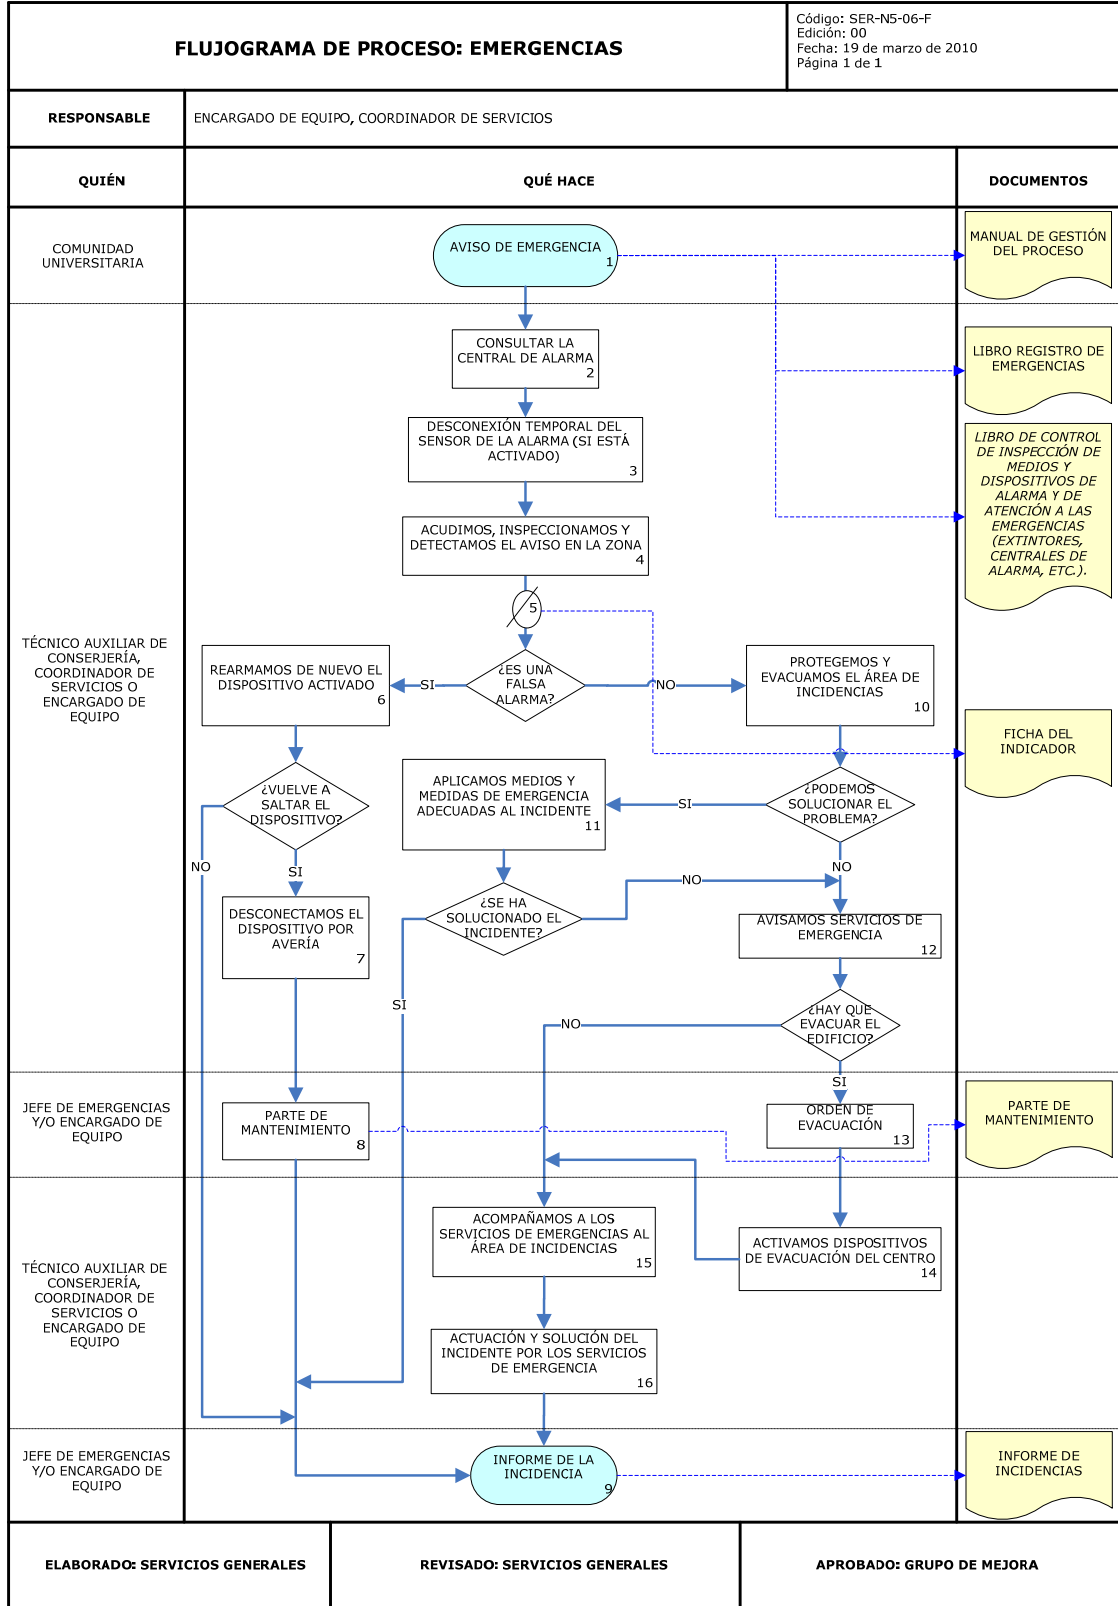 FLUJOGRAMA DE PROCESO: EMERGENCIAS
Código: SER-N5-06-F
Edición: 00
Fecha: 19 de marzo de 2010
Página 1 de 1
RESPONSABLE
ENCARGADO DE EQUIPO, COORDINADOR DE SERVICIOS
QUIÉN
QUÉ HACE
DOCUMENTOS
COMUNIDAD
UNIVERSITARIA
AVISO DE EMERGENCIA
1
MANUAL DE GESTIÓN
DEL PROCESO
CONSULTAR LA
CENTRAL DE ALARMA
2
LIBRO REGISTRO DE
EMERGENCIAS
DESCONEXIÓN TEMPORAL DEL
SENSOR DE LA ALARMA (SI ESTÁ
ACTIVADO)
3
LIBRO DE CONTROL
DE INSPECCIÓN DE
MEDIOS Y
DISPOSITIVOS DE
ALARMA Y DE
ATENCIÓN A LAS
EMERGENCIAS
(EXTINTORES,
CENTRALES DE
ALARMA, ETC.).
ACUDIMOS, INSPECCIONAMOS Y
DETECTAMOS EL AVISO EN LA ZONA
4
5
TÉCNICO AUXILIAR DE
CONSERJERÍA,
COORDINADOR DE
SERVICIOS O
ENCARGADO DE
EQUIPO
REARMAMOS DE NUEVO EL
DISPOSITIVO ACTIVADO
6
SI
¿ES UNA
FALSA
ALARMA?
NO
PROTEGEMOS Y
EVACUAMOS EL ÁREA DE
INCIDENCIAS
10
FICHA DEL
INDICADOR
¿VUELVE A
SALTAR EL
DISPOSITIVO?
APLICAMOS MEDIOS Y
MEDIDAS DE EMERGENCIA
ADECUADAS AL INCIDENTE
11
SI
¿PODEMOS
SOLUCIONAR EL
PROBLEMA?
NO
SI
NO
NO
DESCONECTAMOS EL
DISPOSITIVO POR
AVERÍA
7
¿SE HA
SOLUCIONADO EL
INCIDENTE?
AVISAMOS SERVICIOS DE
EMERGENCIA
12
SI
NO
¿HAY QUE
EVACUAR EL
EDIFICIO?
SI
JEFE DE EMERGENCIAS
Y/O ENCARGADO DE
EQUIPO
PARTE DE
MANTENIMIENTO
8
ORDEN DE
EVACUACIÓN
13
PARTE DE
MANTENIMIENTO
TÉCNICO AUXILIAR DE
CONSERJERÍA,
COORDINADOR DE
SERVICIOS O
ENCARGADO DE
EQUIPO
ACOMPAÑAMOS A LOS
SERVICIOS DE EMERGENCIAS AL
ÁREA DE INCIDENCIAS
15
ACTIVAMOS DISPOSITIVOS
DE EVACUACIÓN DEL CENTRO
14
ACTUACIÓN Y SOLUCIÓN DEL
INCIDENTE POR LOS SERVICIOS
DE EMERGENCIA
16
JEFE DE EMERGENCIAS
Y/O ENCARGADO DE
EQUIPO
INFORME DE LA
INCIDENCIA
9
INFORME DE
INCIDENCIAS
ELABORADO: SERVICIOS GENERALES
REVISADO: SERVICIOS GENERALES
APROBADO: GRUPO DE MEJORA